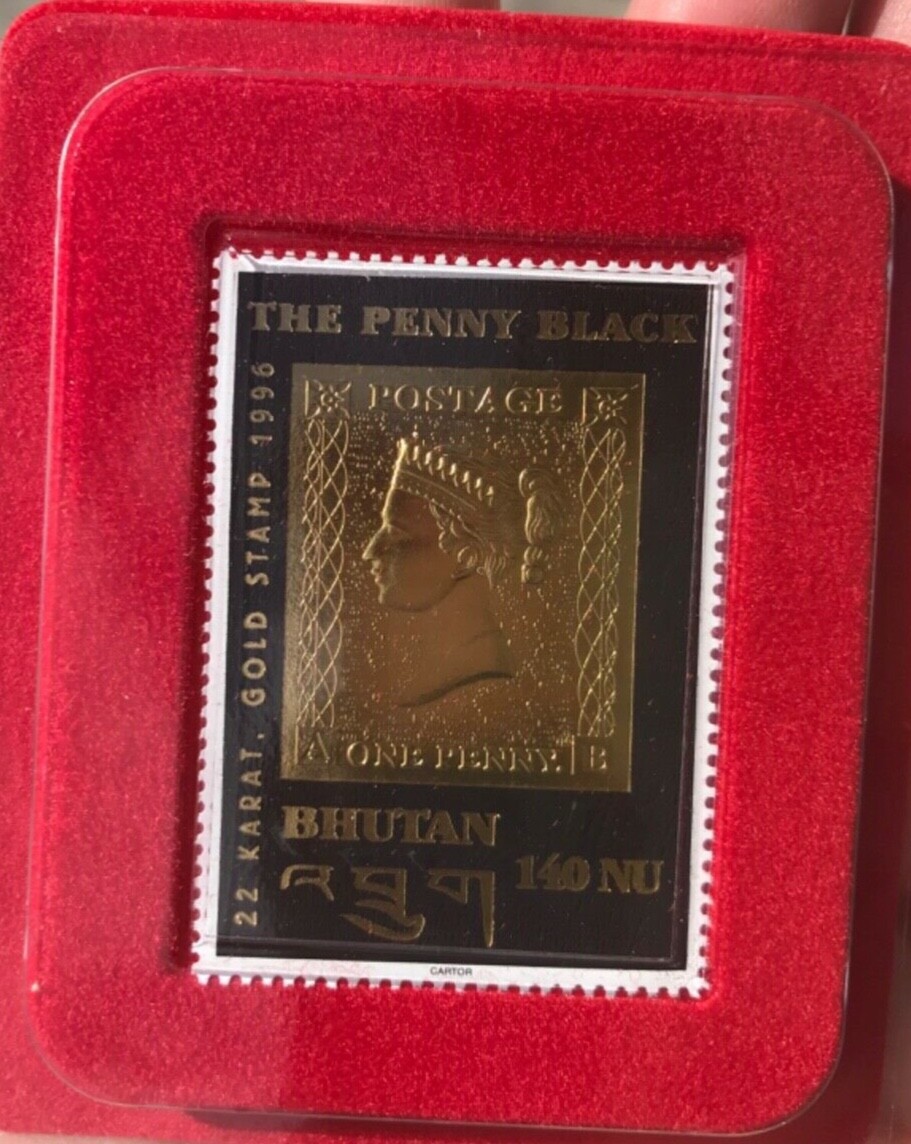 THE PENNY BLACK
22 KARAT. GOLD STAMP 1996
POSTAGE
A ONE PENNY. B
BHUTAN
འབྲུག
140 NU
CARTOR